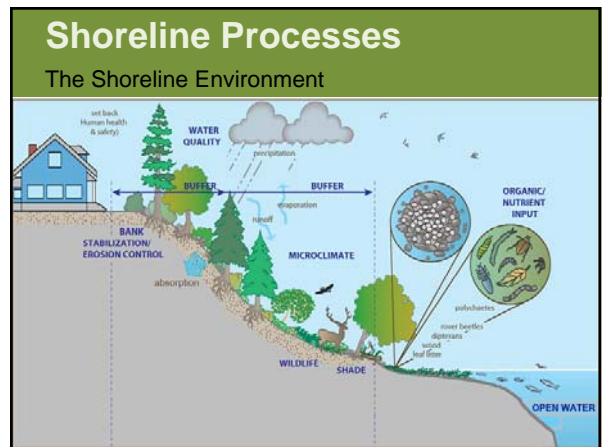 Shoreline Processes
The Shoreline Environment
set back
Human health
& safety)
WATER
QUALITY
precipitation
BUFFER
BUFFER
evaporation
runoff
ORGANIC/
NUTRIENT
INPUT
BANK
STABILIZATION/
EROSION CONTROL
MICROCLIMATE
absorption
polychaetes
rover beetles
dipterans
wood
leaf litter
WILDLIFE
SHADE
OPEN WATER